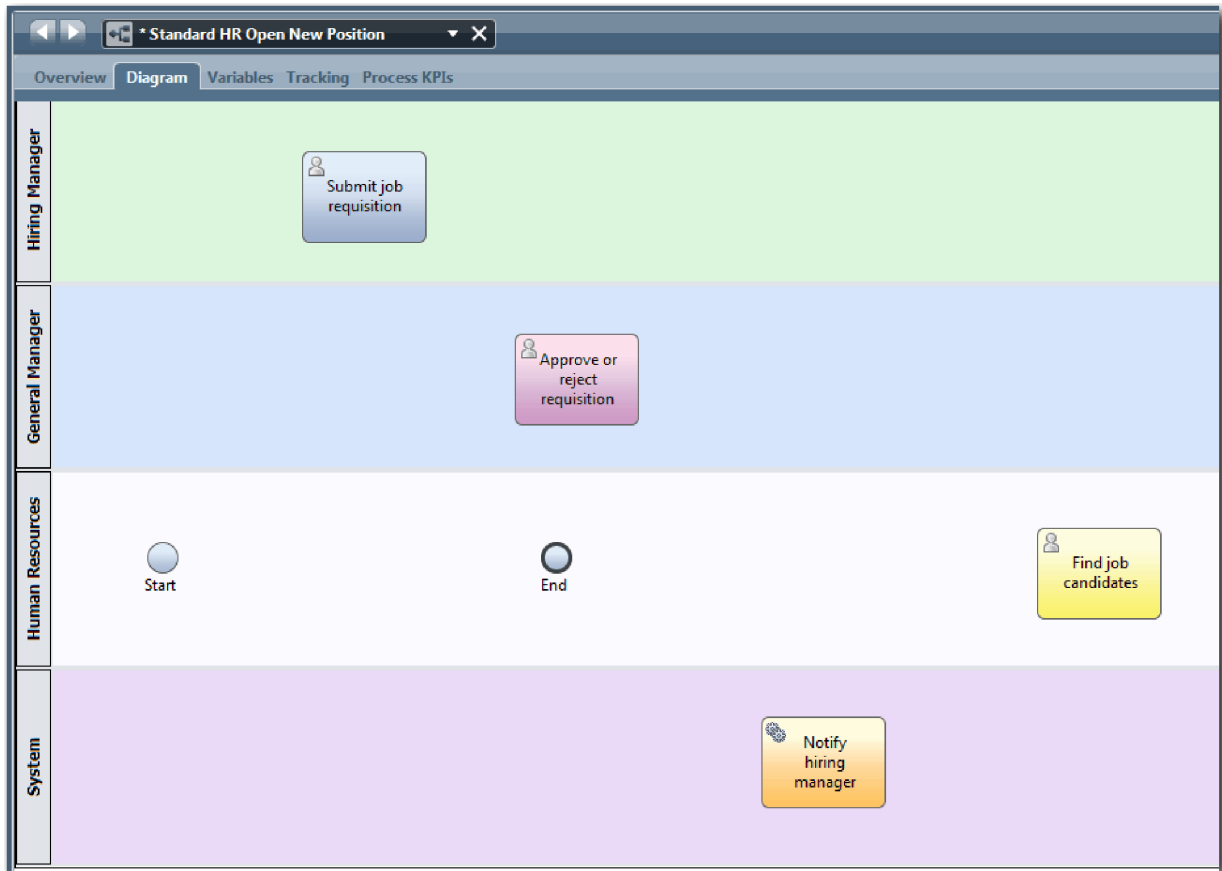 * Standard HR Open New Position
Overview Diagram Variables Tracking Process KPIs
Hiring Manager
Submit job
requisition
General Manager
Approve or
reject
requisition
Human Resources
Start
End
Find job
candidates
System
Notify
hiring
manager